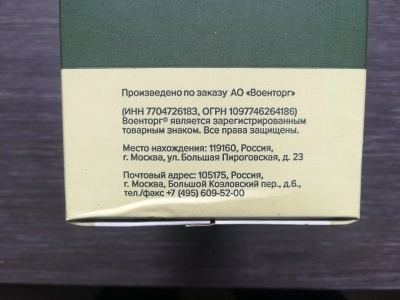 Произведено по заказу АО «Военторг»
(ИНН 7704726183, ОГРН 1097746264186)
Военторг® является зарегистрированным
товарным знаком. Все права защищены.
Место нахождения: 119160, Россия,
г. Москва, ул. Большая Пироговская, д. 23
Почтовый адрес: 105175, Россия,
г. Москва, Большой Козловский пер., д.6.,
тел./факс +7 (495) 609-52-00